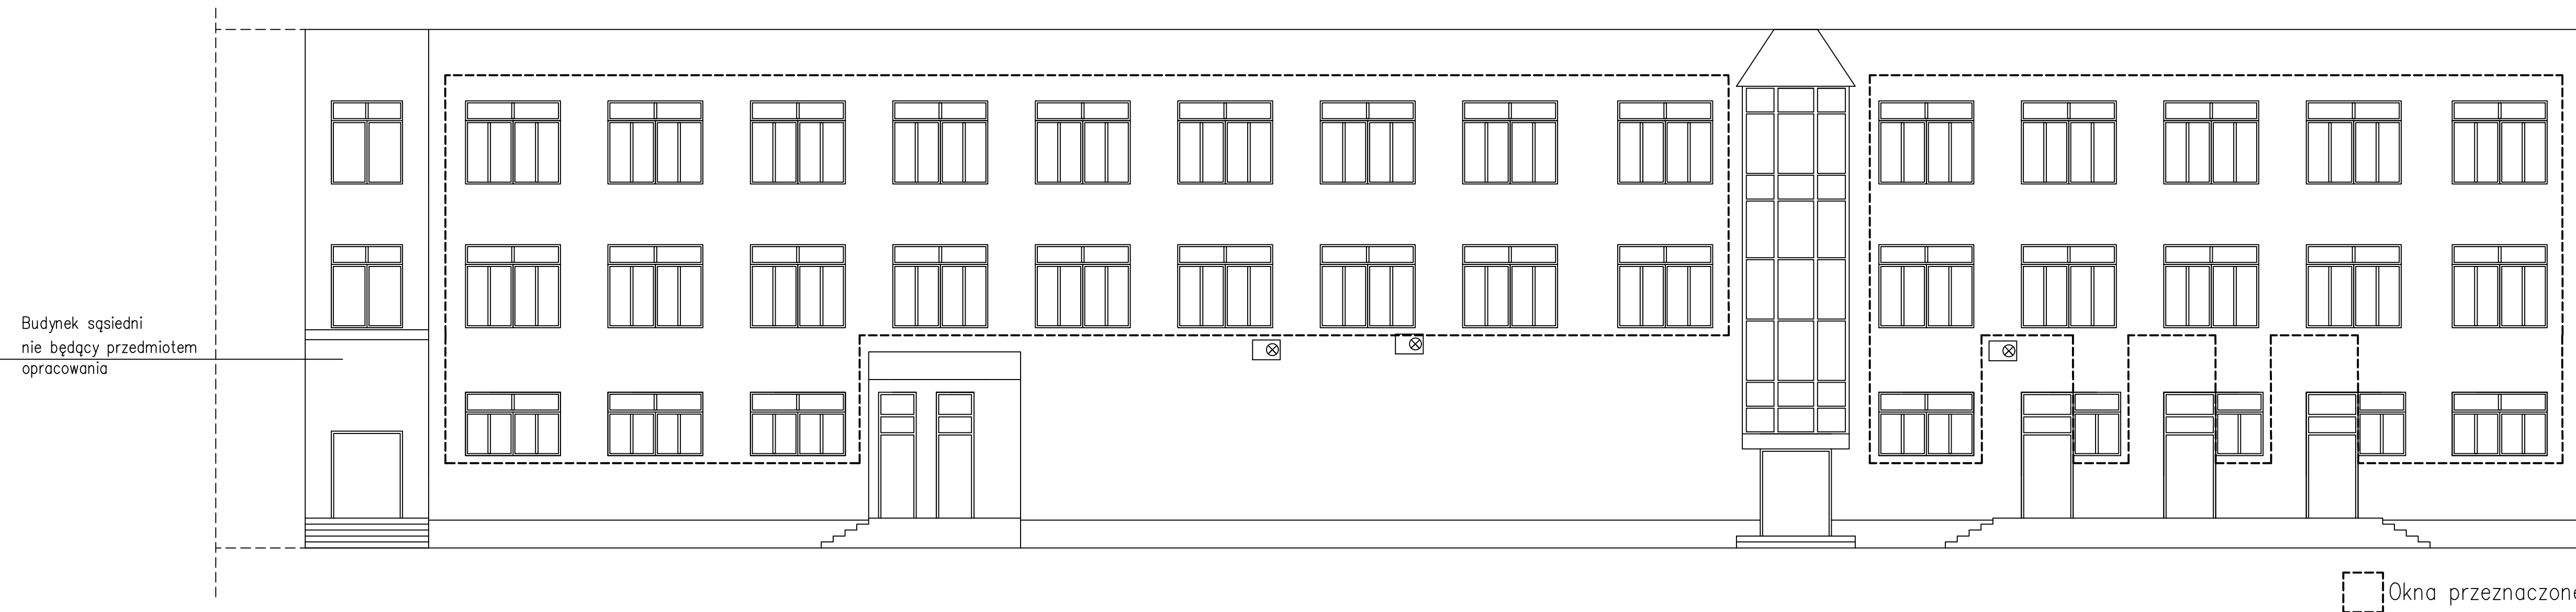 Budynek sąsiedni
nie będący przedmiotem
opracowania
Okna przeznaczone